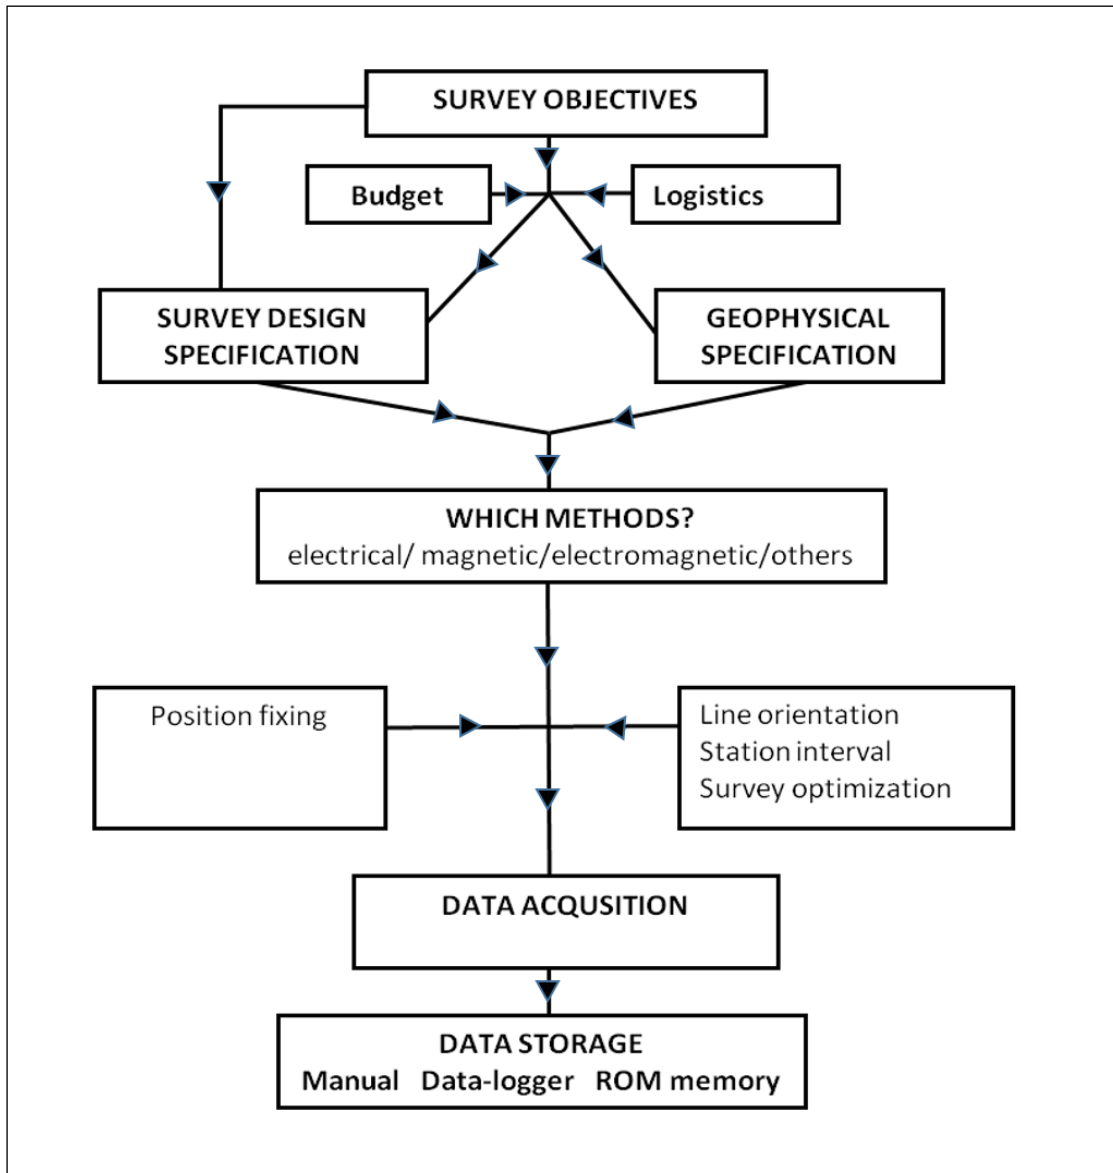 SURVEY OBJECTIVES
Budget
Logistics
SURVEY DESIGN
SPECIFICATION
GEOPHYSICAL
SPECIFICATION
WHICH METHODS?
electrical/ magnetic/electromagnetic/others
Position fixing
Line orientation
Station interval
Survey optimization
DATA ACQUSITION
DATA STORAGE
Manual Data-logger ROM memory